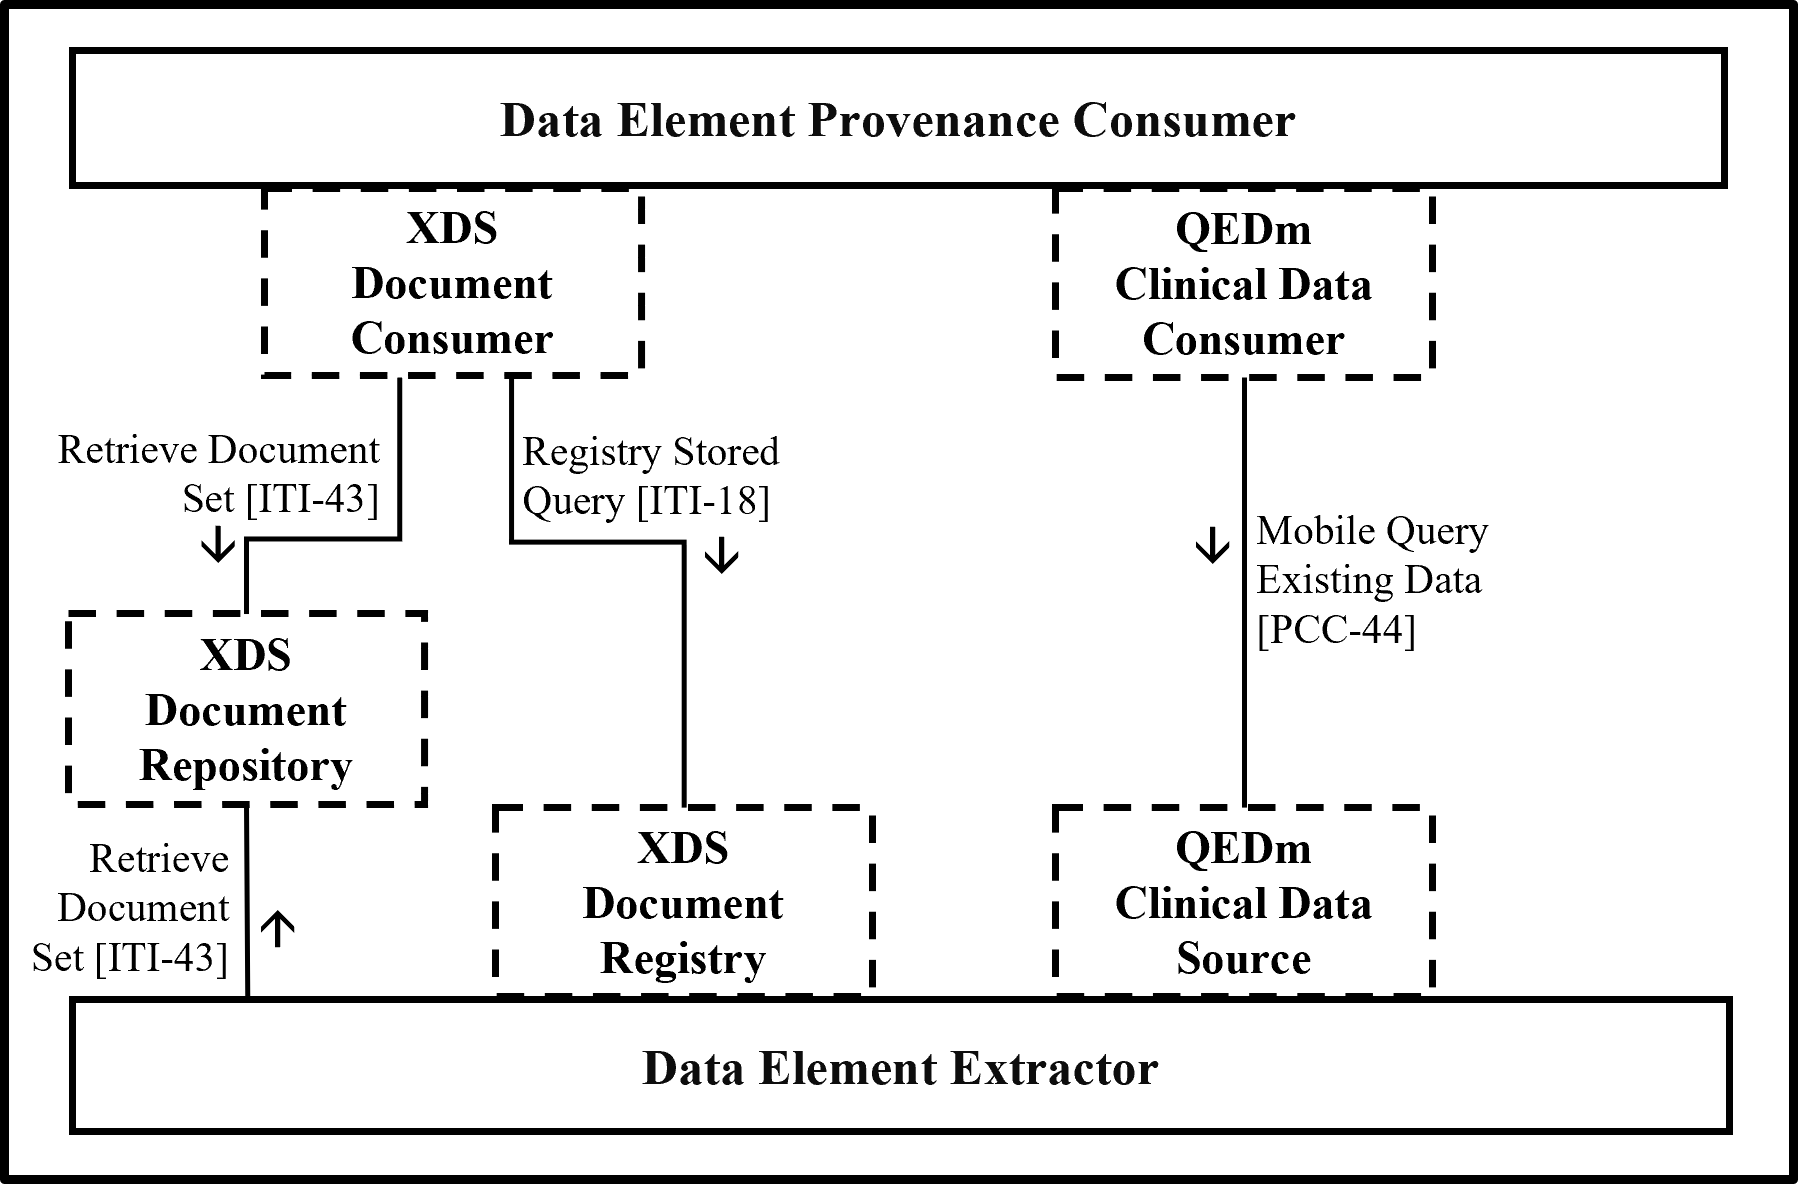 Data Element Provenance Consumer
XDS
Document
Consumer
QEDm
Clinical Data
Consumer
Retrieve Document
Set [ITI-43]
Registry Stored
Query [ITI-18]
Mobile Query
Existing Data
[PCC-44]
XDS
Document
Repository
Retrieve
Document
Set [ITI-43]
XDS
Document
Registry
QEDm
Clinical Data
Source
Data Element Extractor